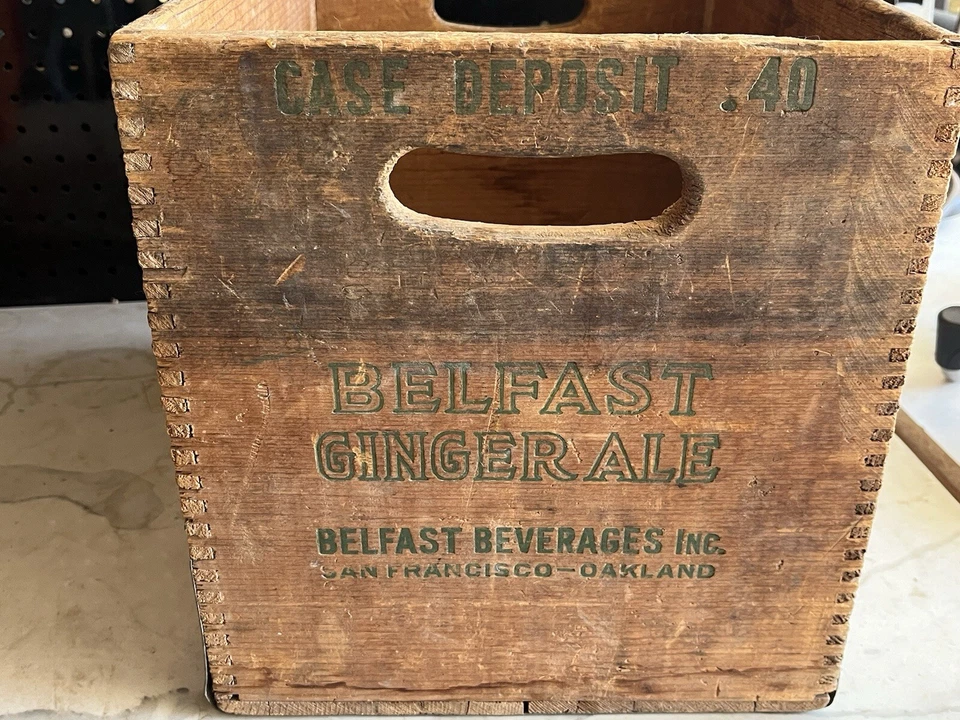 CASE DEPOSIT .40
BELFAST
GINGER ALE
BELFAST BEVERAGES INC.
SAN FRANCISCO-OAKLAND